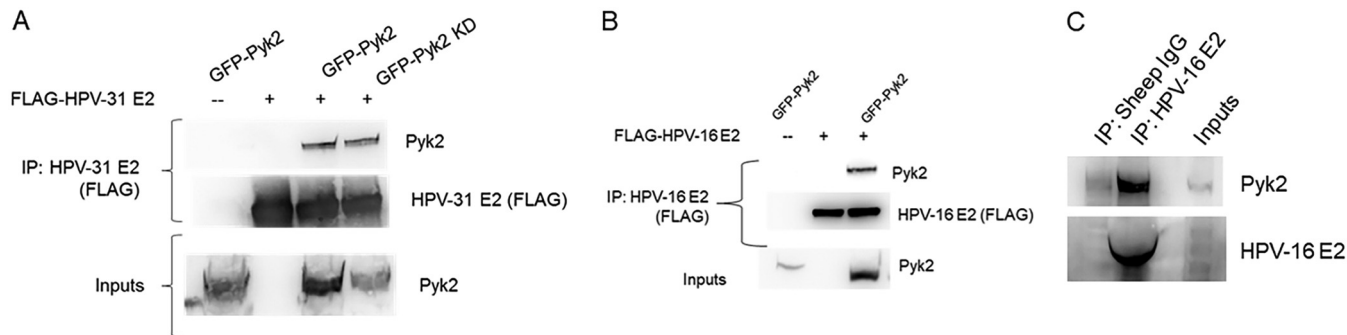 A
GFP-Pyk2
GFP-Pyk2
GFP-Pyk2 KD
FLAG-HPV-31 E2 -- + + +
IP: HPV-31 E2
(FLAG)
Pyk2
HPV-31 E2 (FLAG)
Inputs
Pyk2
B
GFP-Pyk2
GFP-Pyk2
FLAG-HPV-16 E2 -- + +
IP: HPV-16 E2
(FLAG)
Pyk2
HPV-16 E2 (FLAG)
Inputs
Pyk2
C
IP: Sheep IgG
IP: HPV-16 E2
Inputs
Pyk2
HPV-16 E2